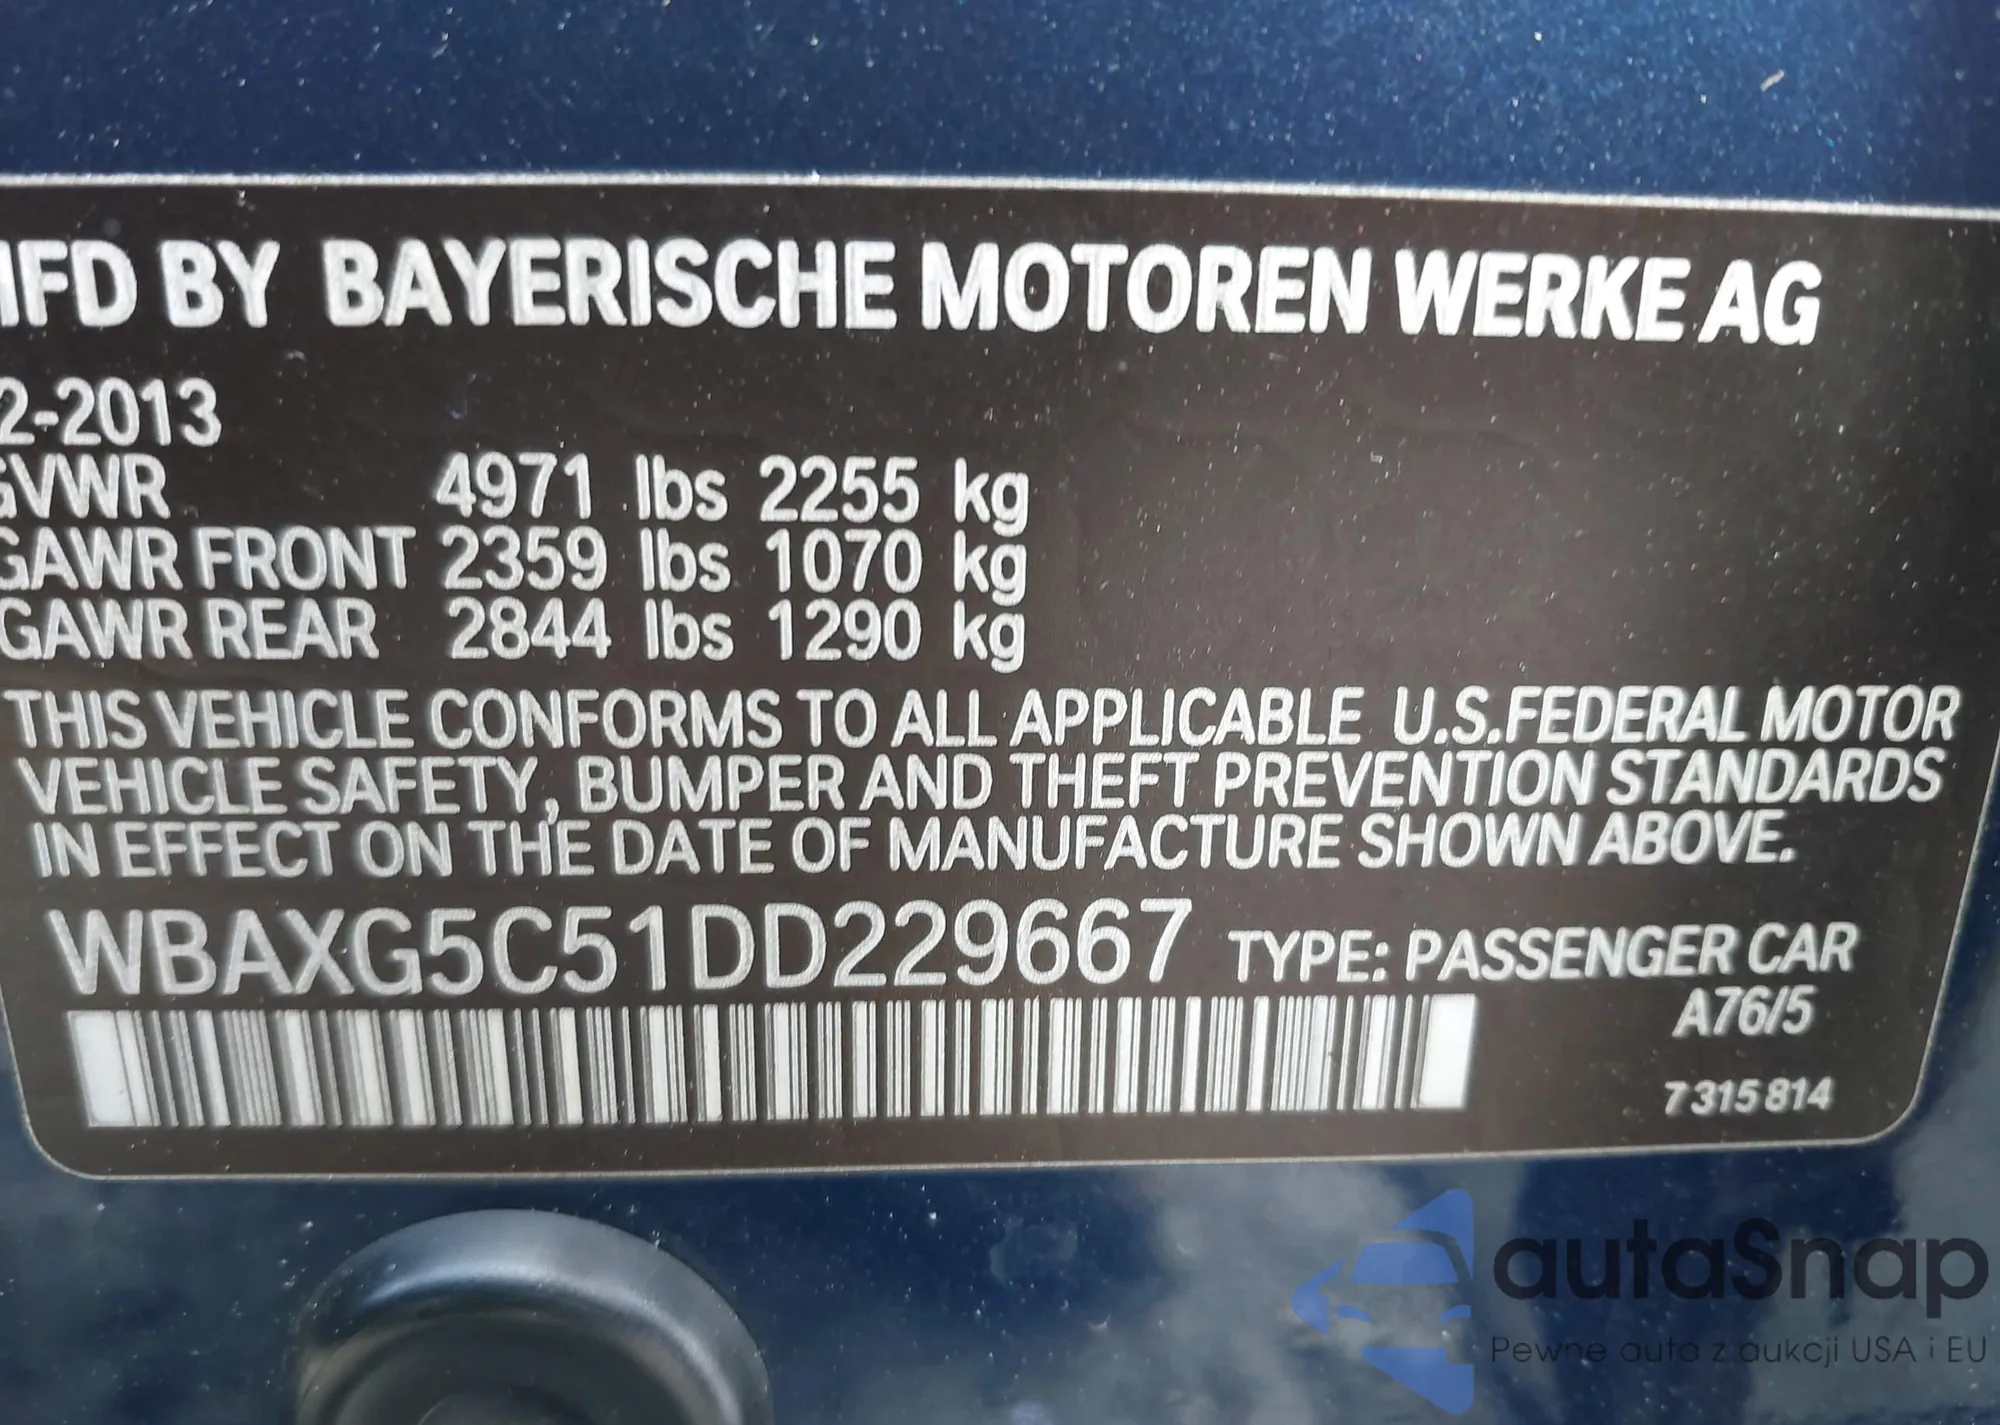 MFD BY BAYERISCHE MOTOREN WERKE AG
2-2013
GVWR 4971 lbs 2255 kg
GAWR FRONT 2359 lbs 1070 kg
GAWR REAR 2844 lbs 1290 kg
THIS VEHICLE CONFORMS TO ALL APPLICABLE U.S.FEDERAL MOTOR
VEHICLE SAFETY, BUMPER AND THEFT PREVENTION STANDARDS
IN EFFECT ON THE DATE OF MANUFACTURE SHOWN ABOVE.
WBAXG5C51DD229667 TYPE: PASSENGER CAR
A76/5
7 315 814
autaSnap
Pewne auta z aukcji USA i EU